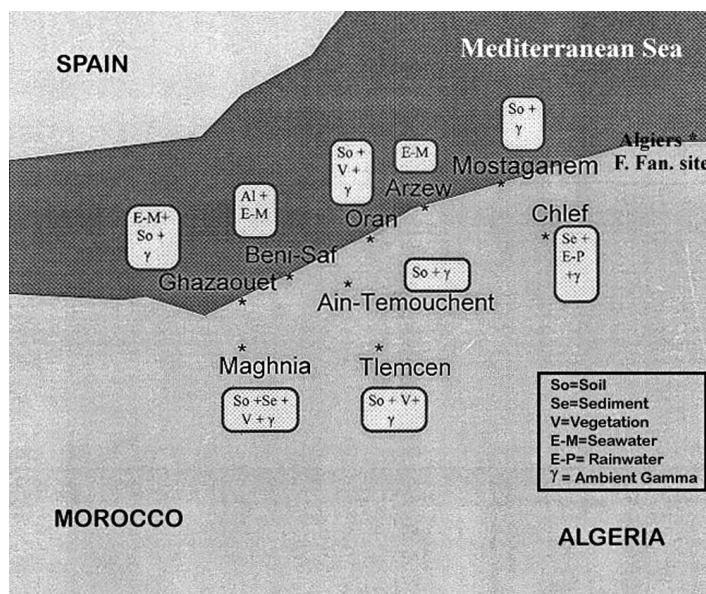 Mediterranean Sea
SPAIN
So +
γ
Algiers *
F. Fan. site
So +
V +
γ
E-M
Mostaganem
Arzew
Al +
E-M
E-M+
So +
γ
Oran
Chlef
Se +
E-P
+γ
Beni-Saf
Ghazaouet
So + γ
Ain-Temouchent
Maghnia
Tlemcen
So +Se +
V + γ
So + V+
γ
So=Soil
Se=Sediment
V=Vegetation
E-M=Seawater
E-P= Rainwater
γ = Ambient Gamma
MOROCCO
ALGERIA